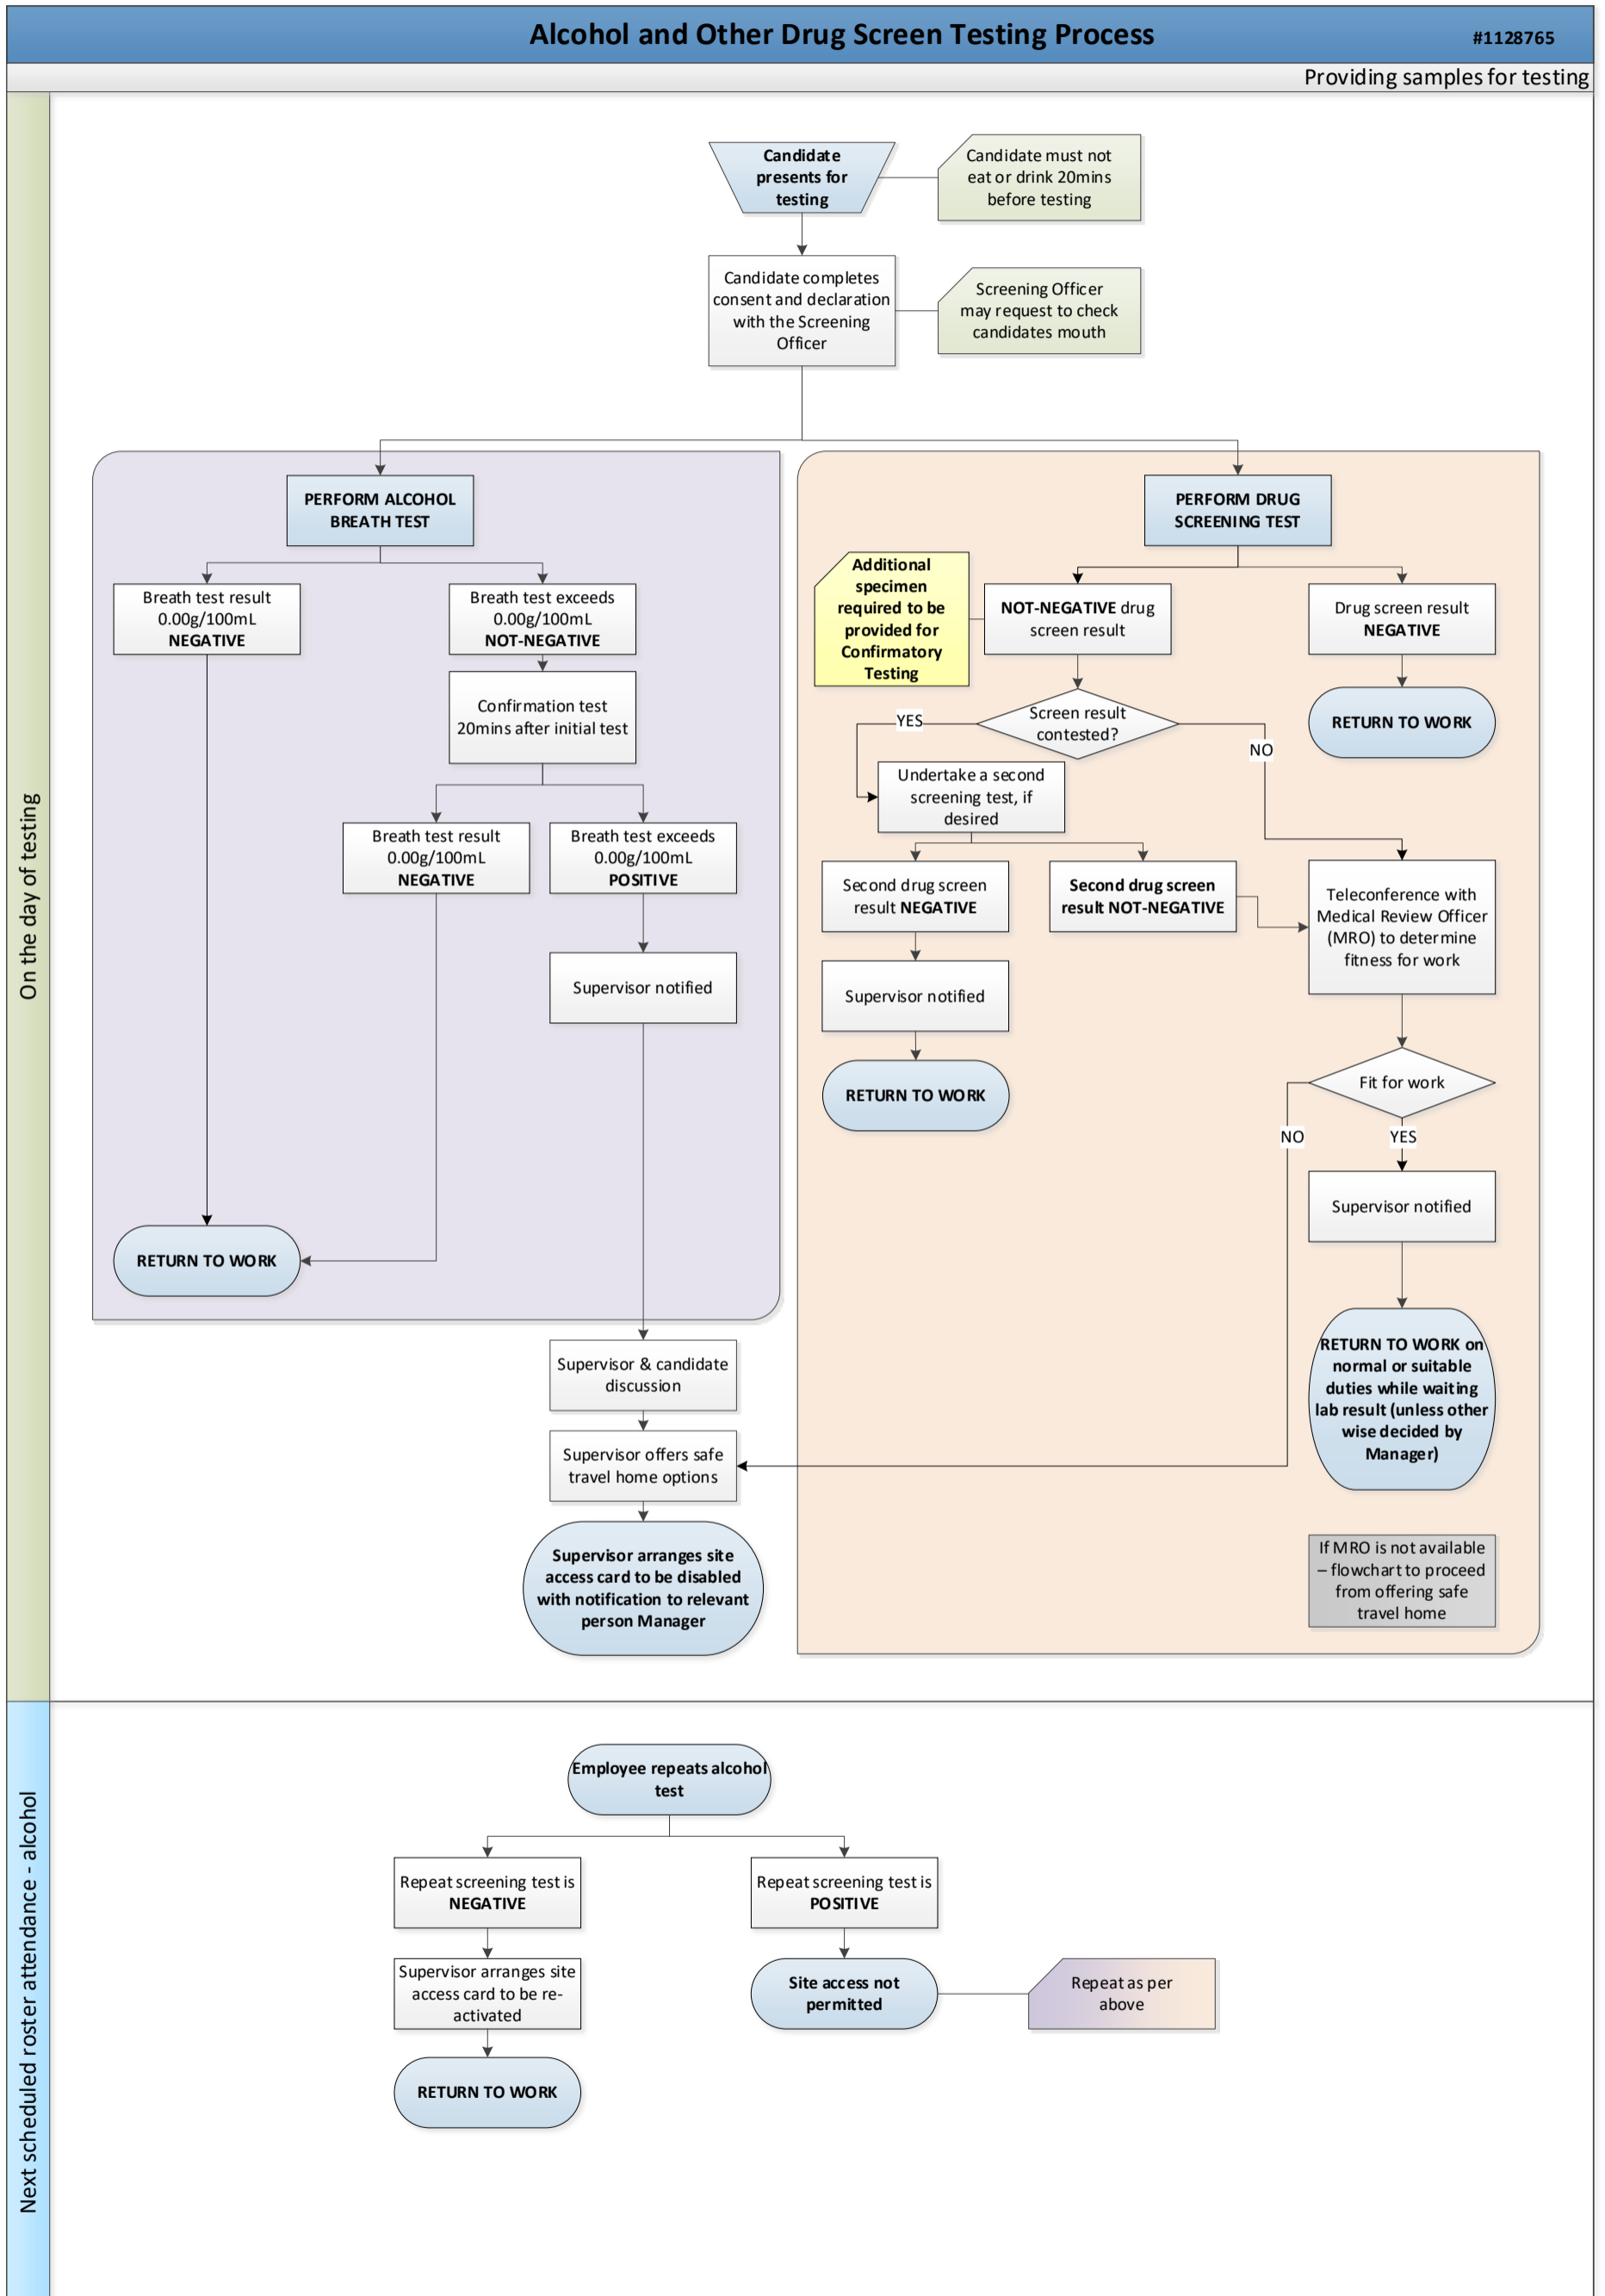 Alcohol and Other Drug Screen Testing Process
#1128765
Providing samples for testing
On the day of testing
Candidate
presents for
testing
Candidate must not
eat or drink 20mins
before testing
Candidate completes
consent and declaration
with the Screening
Officer
Screening Officer
may request to check
candidates mouth
PERFORM ALCOHOL
BREATH TEST
Breath test result
0.00g/100mL
NEGATIVE
Breath test exceeds
0.00g/100mL
NOT-NEGATIVE
Confirmation test
20mins after initial test
Breath test result
0.00g/100mL
NEGATIVE
Breath test exceeds
0.00g/100mL
POSITIVE
Supervisor notified
RETURN TO WORK
Supervisor & candidate
discussion
Supervisor offers safe
travel home options
Supervisor arranges site
access card to be disabled
with notification to relevant
person Manager
PERFORM DRUG
SCREENING TEST
Additional
specimen
required to be
provided for
Confirmatory
Testing
NOT-NEGATIVE drug
screen result
Drug screen result
NEGATIVE
RETURN TO WORK
Screen result
contested?
YES
NO
Undertake a second
screening test, if
desired
Second drug screen
result NEGATIVE
Second drug screen
result NOT-NEGATIVE
Teleconference with
Medical Review Officer
(MRO) to determine
fitness for work
Supervisor notified
RETURN TO WORK
Fit for work
NO
YES
Supervisor notified
RETURN TO WORK on
normal or suitable
duties while waiting
lab result (unless other
wise decided by
Manager)
If MRO is not available
– flowchart to proceed
from offering safe
travel home
Next scheduled roster attendance - alcohol
Employee repeats alcohol
test
Repeat screening test is
NEGATIVE
Repeat screening test is
POSITIVE
Supervisor arranges site
access card to be re-
activated
Site access not
permitted
Repeat as per
above
RETURN TO WORK